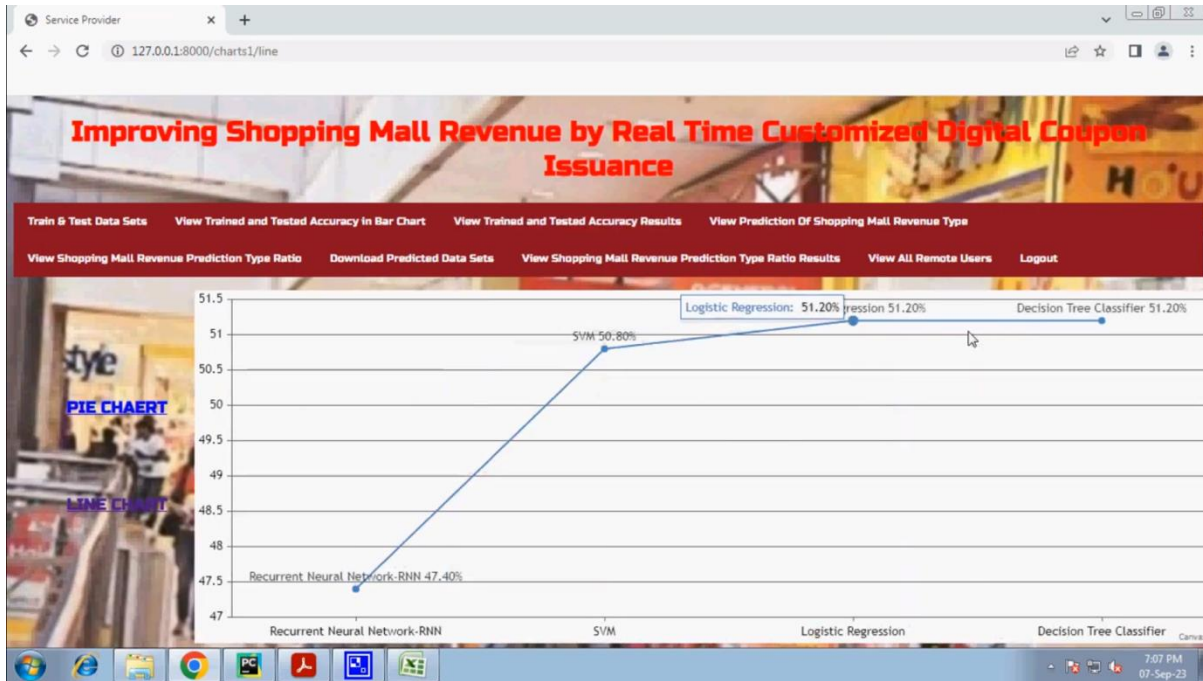 Service Provider
127.0.0.1:8000/charts1/line
Improving Shopping Mall Revenue by Real Time Customized Digital Coupon
Issuance
H O'U
Train & Test Data Sets View Trained and Tested Accuracy in Bar Chart View Trained and Tested Accuracy Results View Prediction Of Shopping Mall Revenue Type
View Shopping Mall Revenue Prediction Type Ratio Download Predicted Data Sets View Shopping Mall Revenue Prediction Type Ratio Results View All Remote Users Logout
style
PIE CHAERT
LINE CHART
51.5
51
50.5
50
49.5
49
48.5
48
47.5
47
Logistic Regression: 51.20%
ression 51.20%
Decision Tree Classifier 51.20%
SVM 50.80%
Recurrent Neural Network-RNN 47.40%
Recurrent Neural Network-RNN SVM Logistic Regression Decision Tree Classifier
Canva
PC
7:07 PM
07-Sep-23